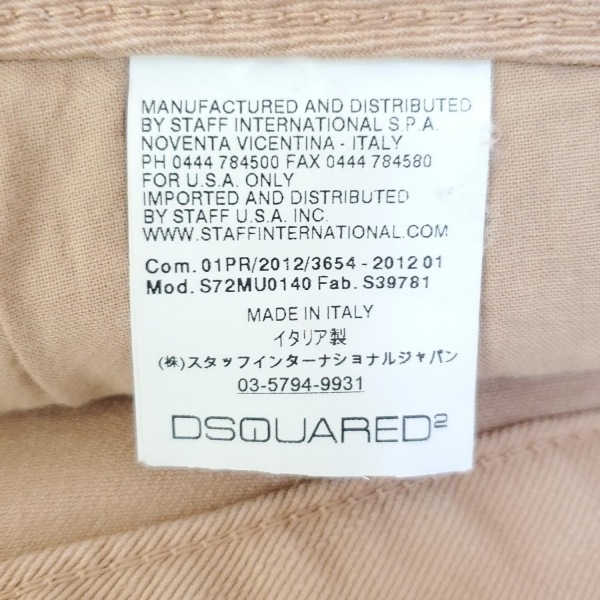 MANUFACTURED AND DISTRIBUTED
BY STAFF INTERNATIONAL S.P.A.
NOVENTA VICENTINA - ITALY
PH 0444 784500 FAX 0444 784580
FOR U.S.A. ONLY
IMPORTED AND DISTRIBUTED
BY STAFF U.S.A. INC.
WWW.STAFFINTERNATIONAL.COM
Com. 01PR/2012/3654 - 2012 01
Mod. S72MU0140 Fab. S39781
MADE IN ITALY
イタリア製
(株)スタッフインターナショナルジャパン
03-5794-9931
DSQUARED2